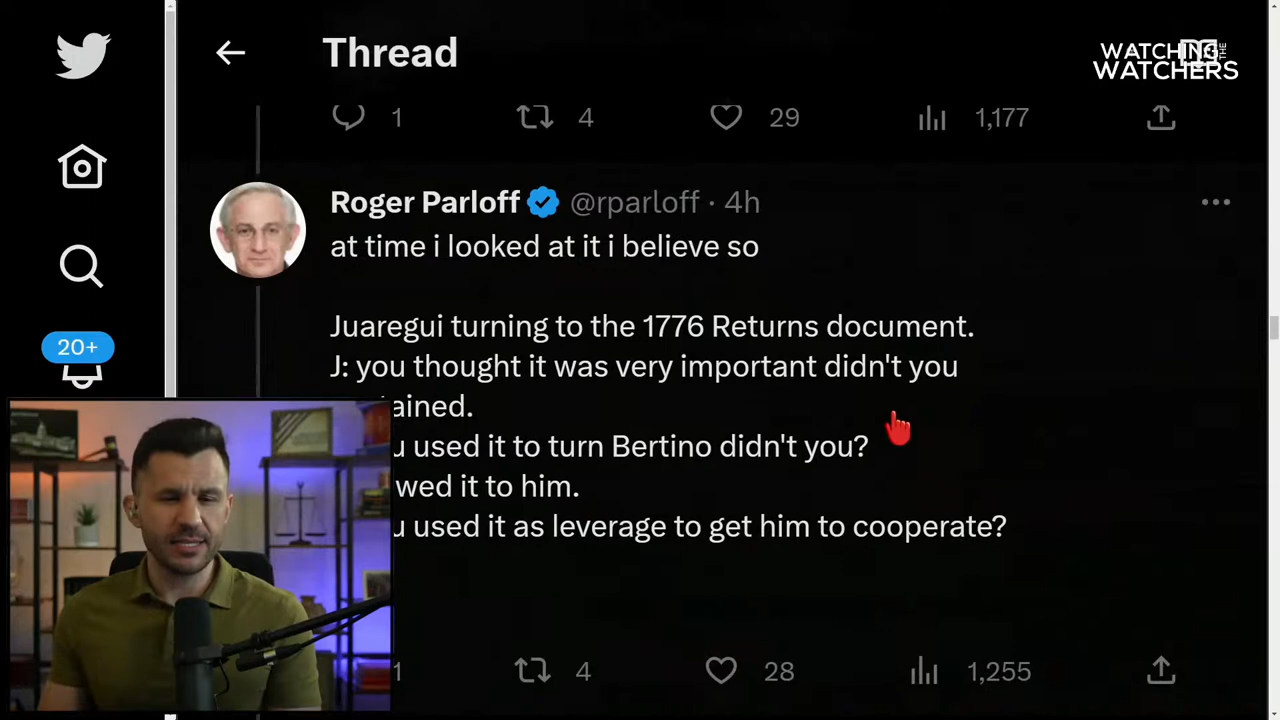 Thread
WATCHING THE
WATCHERS
1 4 29 1,177
Roger Parloff @rparloff · 4h
at time i looked at it i believe so
Juaregui turning to the 1776 Returns document.
J: you thought it was very important didn't you
ained.
u used it to turn Bertino didn't you?
wed it to him.
u used it as leverage to get him to cooperate?
20+
1 4 28 1,255